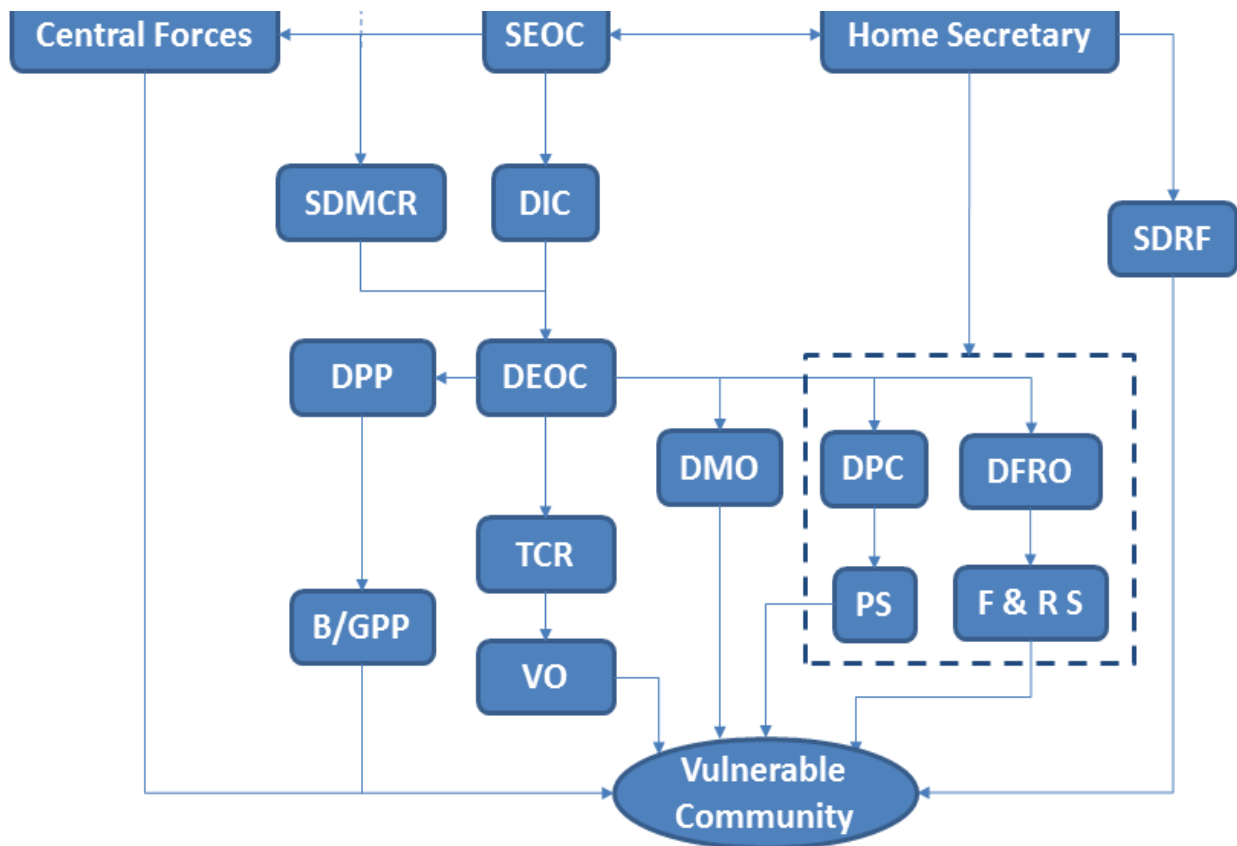 Central Forces
SEOC
Home Secretary
SDMCR
DIC
SDRF
DPP
DEOC
DMO
DPC
DFRO
TCR
PS
F & R S
B/GPP
VO
Vulnerable
Community